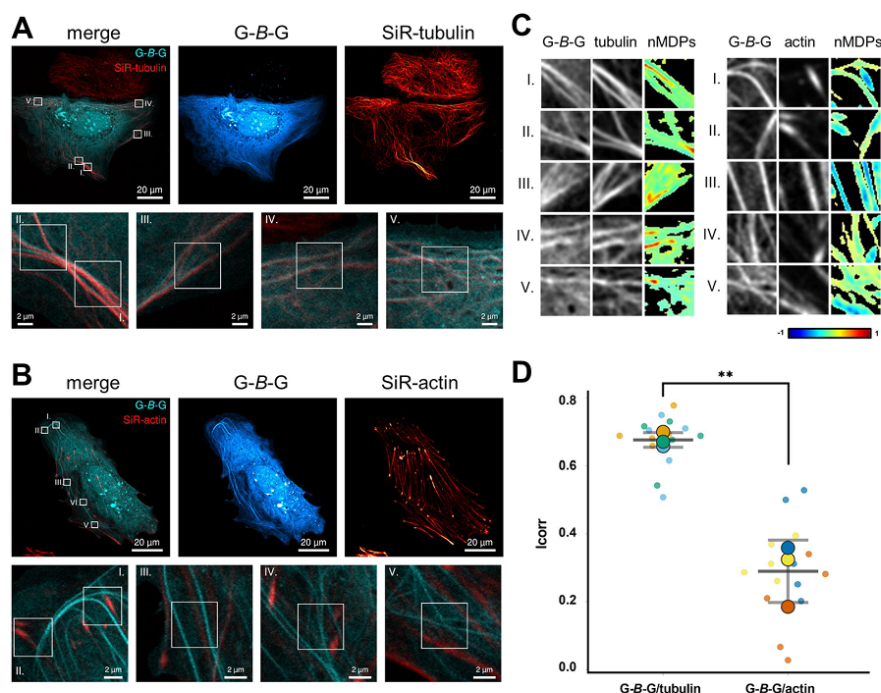 A
merge
G-B-G
SiR-tubulin
G-B-G
SiR-tubulin
V.
IV.
III.
II.
I.
20 µm
20 µm
20 µm
II.
III.
IV.
V.
I.
2 µm
2 µm
2 µm
2 µm
B
merge
G-B-G
SiR-actin
G-B-G
SiR-actin
I.
II.
III.
VI
V.
20 µm
20 µm
20 µm
I.
III.
IV.
V.
II.
2 µm
2 µm
2 µm
2 µm
C
G-B-G tubulin nMDPs
I.
II.
III.
IV.
V.
G-B-G actin nMDPs
I.
II.
III.
IV.
V.
-1 1
D
**
0.8
0.6
0.4
0.2
0.0
Icorr
G-B-G/tubulin G-B-G/actin